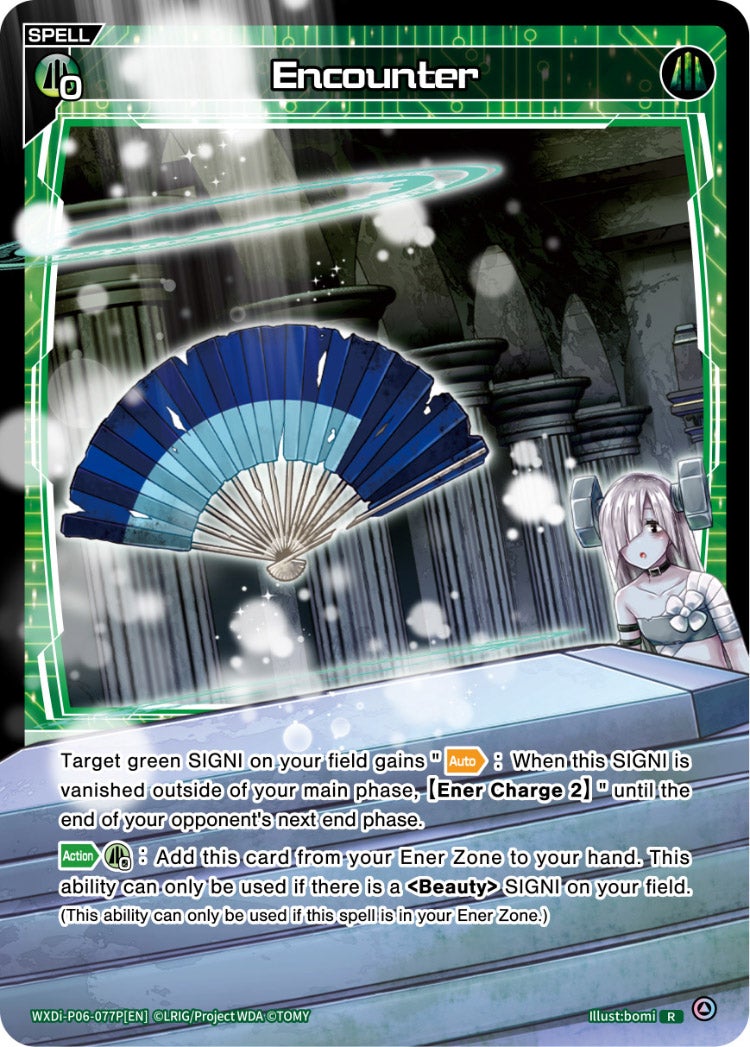 SPELL
0
Encounter
Target green SIGNI on your field gains " Auto : When this SIGNI is
vanished outside of your main phase, 【Ener Charge 2】 " until the
end of your opponent's next end phase.
Action 0 : Add this card from your Ener Zone to your hand. This
ability can only be used if there is a <Beauty> SIGNI on your field.
(This ability can only be used if this spell is in your Ener Zone.)
WXDi-P06-077P[EN] ©LRIG/Project WDA ©TOMY
Illust:bomi R